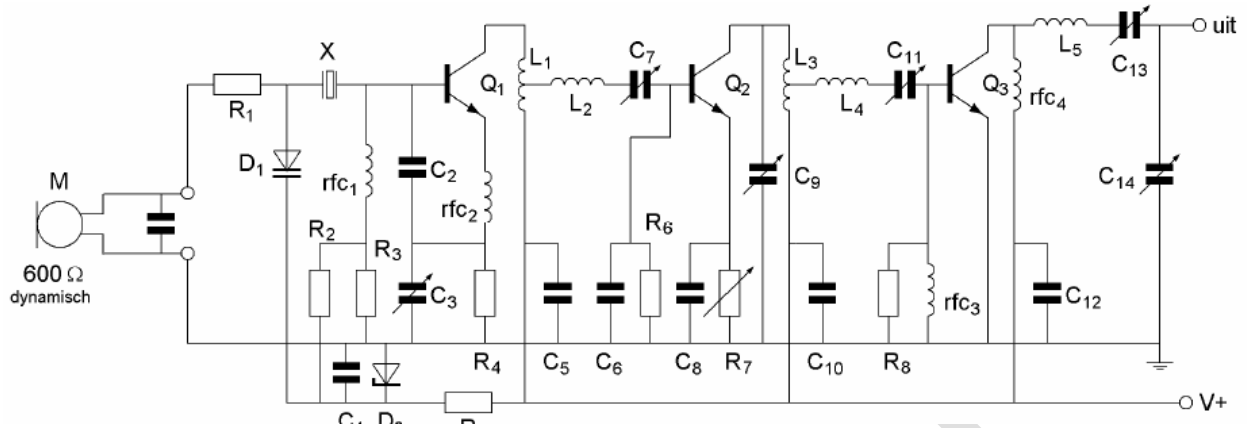 uit
X
L₁
C₇
L₃
C₁₁
L₅
C₁₃
R₁
Q₁
L₂
Q₂
L₄
Q₃
rfc₄
D₁
rfc₁
C₂
rfc₂
C₉
C₁₄
M
R₂
R₃
R₆
600 Ω
dynamisch
C₃
rfc₃
C₁₂
R₄
C₅
C₆
C₈
R₇
C₁₀
R₈
V+